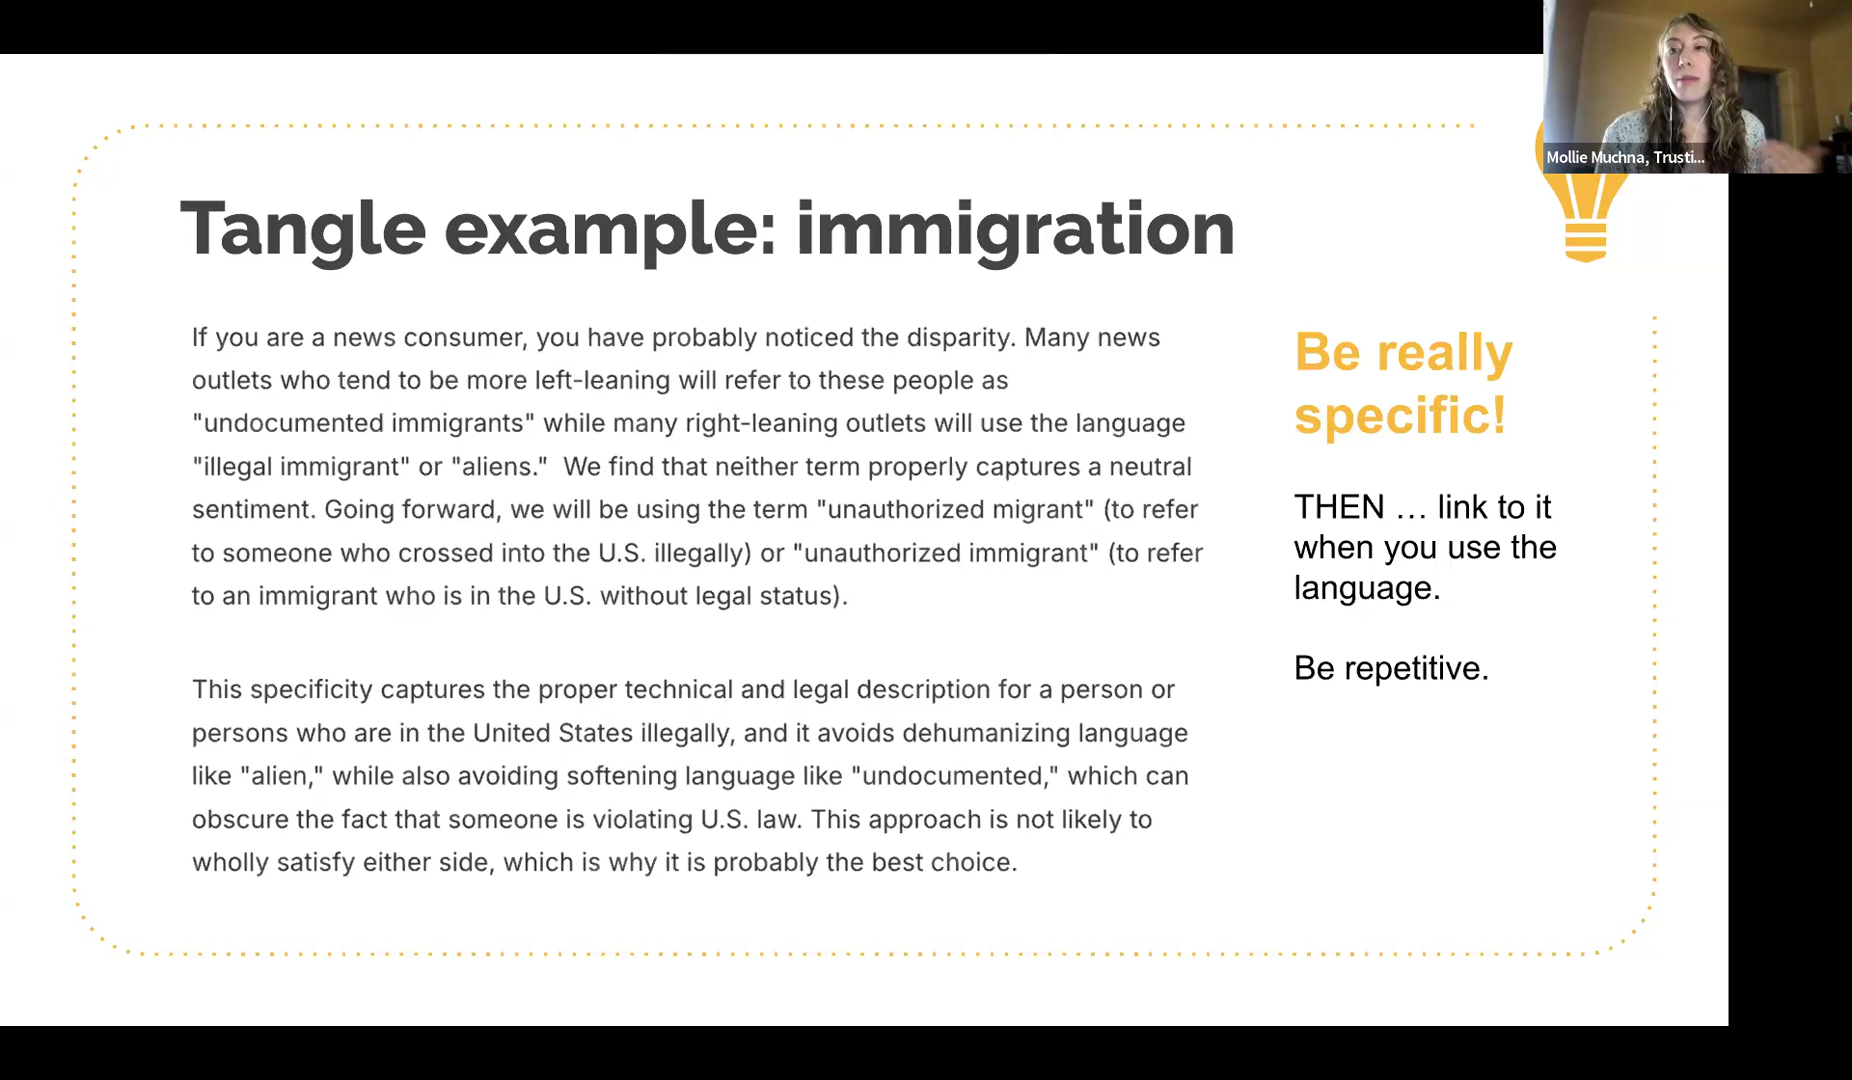 Mollie Muchna, Trusti...
Tangle example: immigration
If you are a news consumer, you have probably noticed the disparity. Many news
outlets who tend to be more left-leaning will refer to these people as
"undocumented immigrants" while many right-leaning outlets will use the language
"illegal immigrant" or "aliens."  We find that neither term properly captures a neutral
sentiment. Going forward, we will be using the term "unauthorized migrant" (to refer
to someone who crossed into the U.S. illegally) or "unauthorized immigrant" (to refer
to an immigrant who is in the U.S. without legal status).
This specificity captures the proper technical and legal description for a person or
persons who are in the United States illegally, and it avoids dehumanizing language
like "alien," while also avoiding softening language like "undocumented," which can
obscure the fact that someone is violating U.S. law. This approach is not likely to
wholly satisfy either side, which is why it is probably the best choice.
Be really
specific!
THEN … link to it
when you use the
language.
Be repetitive.